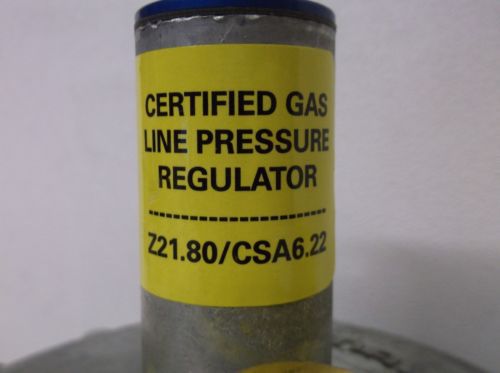 CERTIFIED GAS
LINE PRESSURE
REGULATOR
-----------------------
Z21.80/CSA6.22